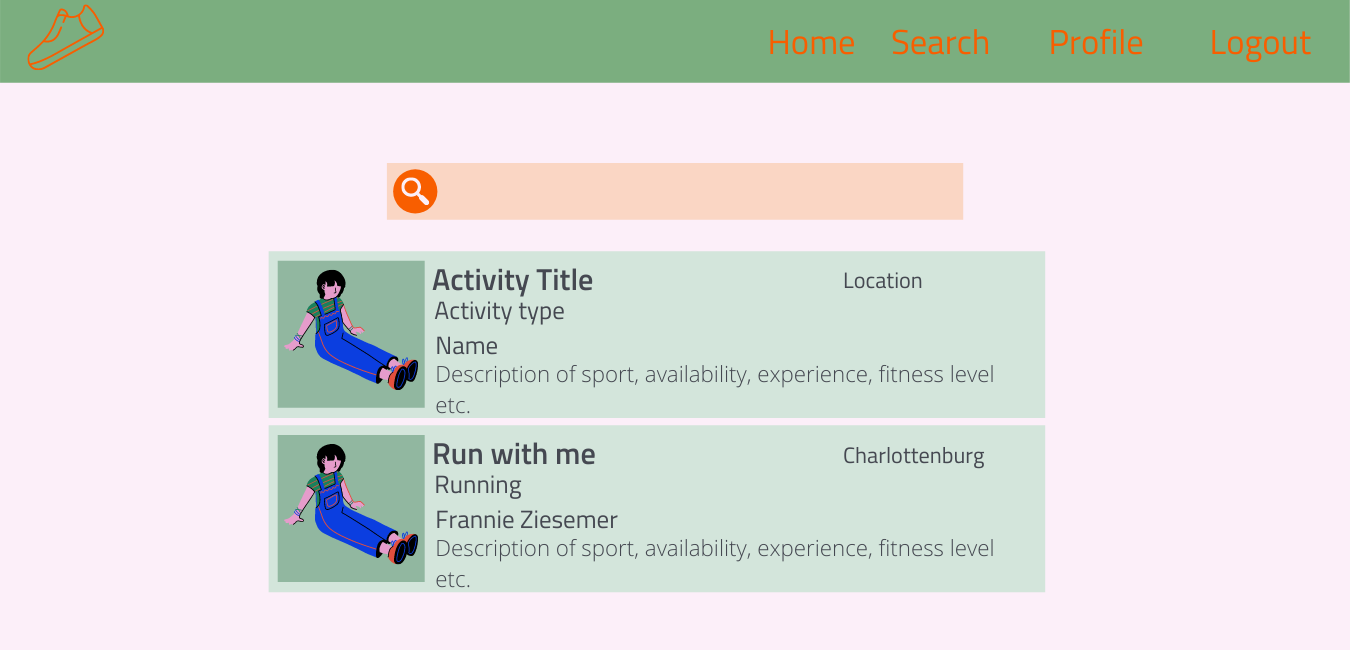 Home Search Profile Logout
Activity Title
Location
Activity type
Name
Description of sport, availability, experience, fitness level
etc.
Run with me
Charlottenburg
Running
Frannie Ziesemer
Description of sport, availability, experience, fitness level
etc.